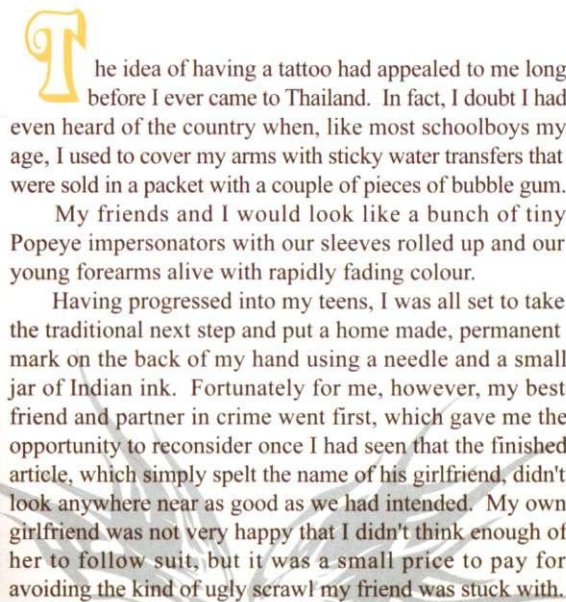 The idea of having a tattoo had appealed to me long
before I ever came to Thailand. In fact, I doubt I had
even heard of the country when, like most schoolboys my
age, I used to cover my arms with sticky water transfers that
were sold in a packet with a couple of pieces of bubble gum.
My friends and I would look like a bunch of tiny
Popeye impersonators with our sleeves rolled up and our
young forearms alive with rapidly fading colour.
Having progressed into my teens, I was all set to take
the traditional next step and put a home made, permanent
mark on the back of my hand using a needle and a small
jar of Indian ink. Fortunately for me, however, my best
friend and partner in crime went first, which gave me the
opportunity to reconsider once I had seen that the finished
article, which simply spelt the name of his girlfriend, didn't
look anywhere near as good as we had intended. My own
girlfriend was not very happy that I didn't think enough of
her to follow suit, but it was a small price to pay for
avoiding the kind of ugly scrawl my friend was stuck with.